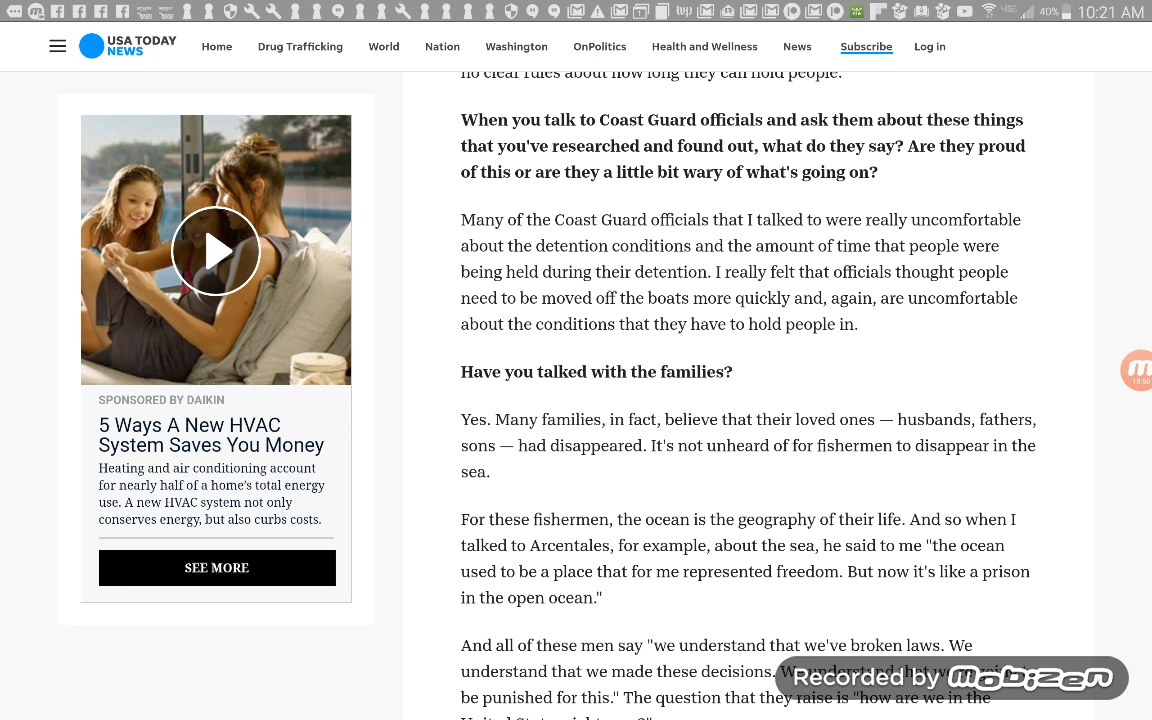 40% 10:21 AM
USA TODAY
NEWS
Home Drug Trafficking World Nation Washington OnPolitics Health and Wellness News Subscribe Log in
no clear rules about how long they can hold people.
When you talk to Coast Guard officials and ask them about these things
that you've researched and found out, what do they say? Are they proud
of this or are they a little bit wary of what's going on?
Many of the Coast Guard officials that I talked to were really uncomfortable
about the detention conditions and the amount of time that people were
being held during their detention. I really felt that officials thought people
need to be moved off the boats more quickly and, again, are uncomfortable
about the conditions that they have to hold people in.
Have you talked with the families?
Yes. Many families, in fact, believe that their loved ones — husbands, fathers,
sons — had disappeared. It's not unheard of for fishermen to disappear in the
sea.
For these fishermen, the ocean is the geography of their life. And so when I
talked to Arcentales, for example, about the sea, he said to me "the ocean
used to be a place that for me represented freedom. But now it's like a prison
in the open ocean."
And all of these men say "we understand that we've broken laws. We
understand that we made these decisions. We understand that we
be punished for this." The question that they raise is "how are we in the
SPONSORED BY DAIKIN
5 Ways A New HVAC
System Saves You Money
Heating and air conditioning account
for nearly half of a home's total energy
use. A new HVAC system not only
conserves energy, but also curbs costs.
SEE MORE
19:50
Recorded by Mobizen